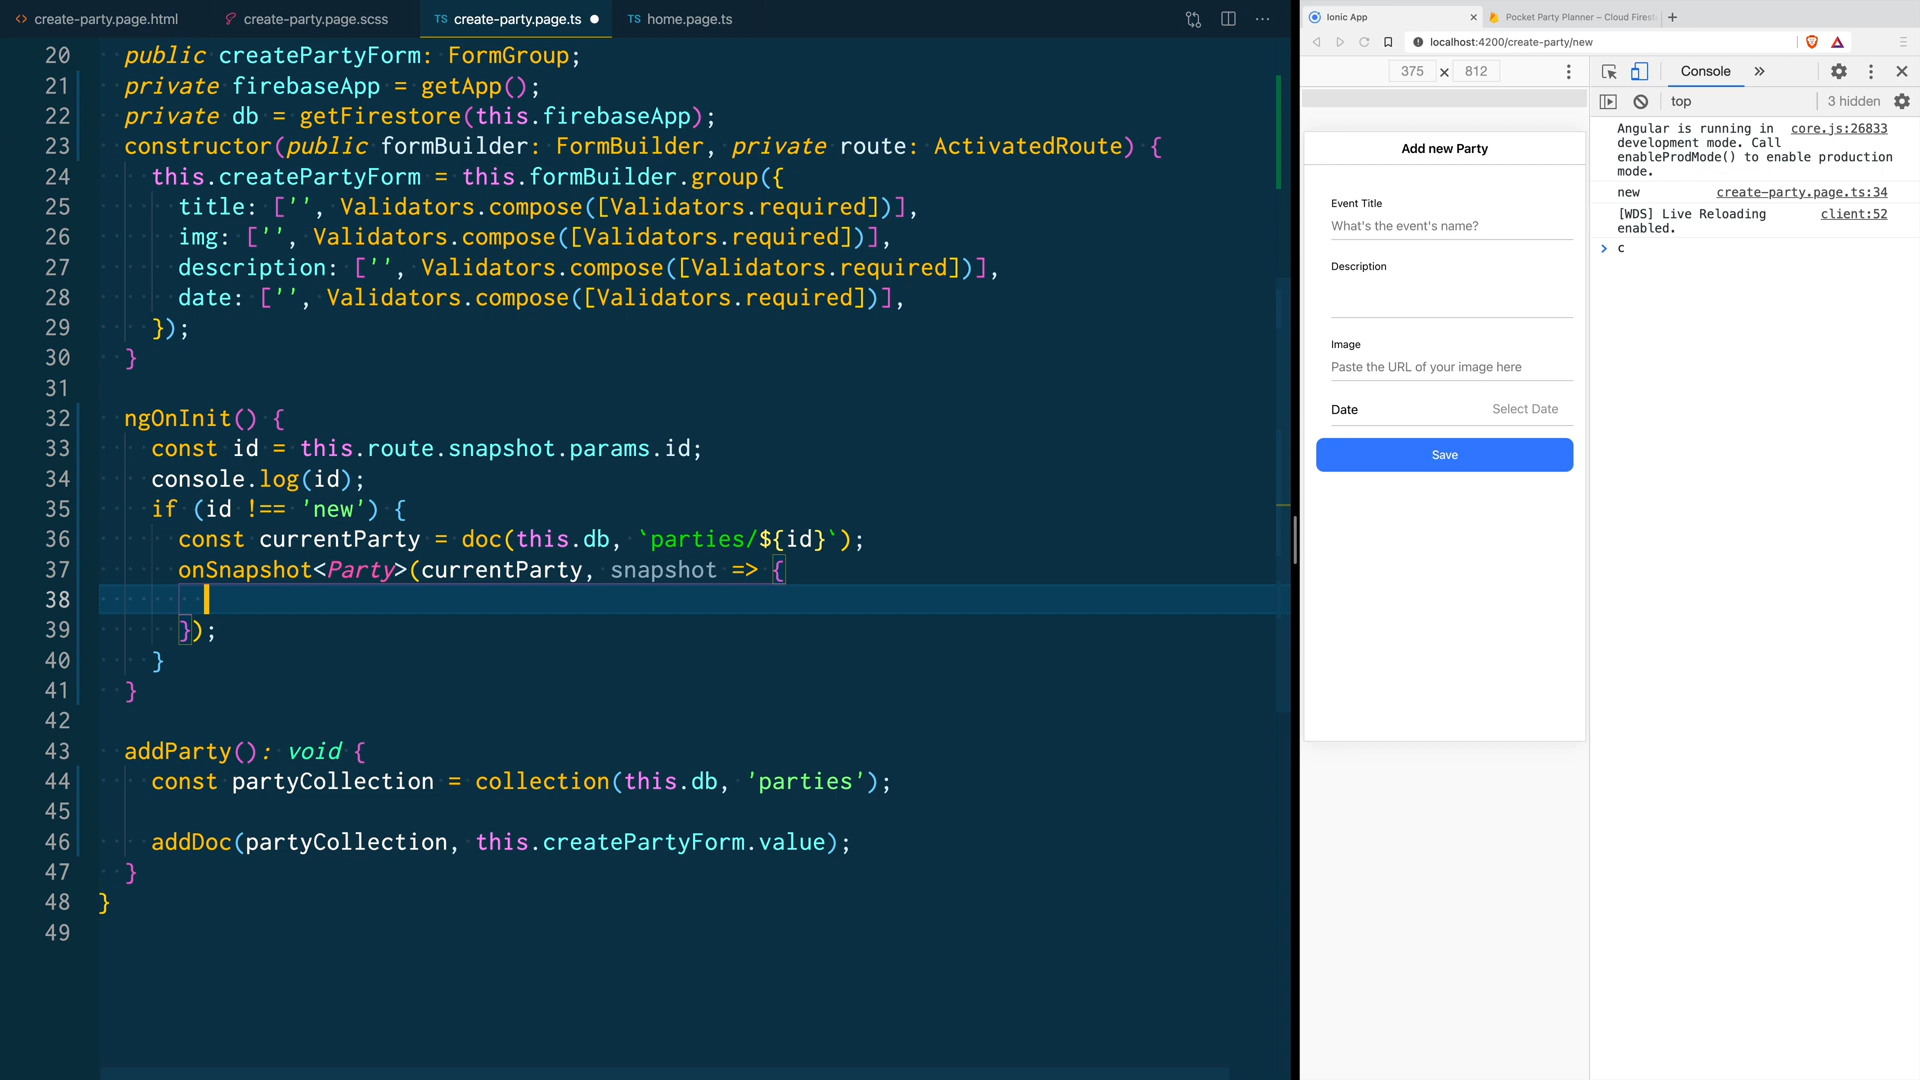 create-party.page.html
create-party.page.scss
TS create-party.page.ts
TS home.page.ts
20 public createPartyForm: FormGroup;
21 private firebaseApp = getApp();
22 private db = getFirestore(this.firebaseApp);
23 constructor(public formBuilder: FormBuilder, private route: ActivatedRoute) {
24 this.createPartyForm = this.formBuilder.group({
25 title: ['', Validators.compose([Validators.required])],
26 img: ['', Validators.compose([Validators.required])],
27 description: ['', Validators.compose([Validators.required])],
28 date: ['', Validators.compose([Validators.required])],
29 });
30 }
31
32 ngOnInit() {
33 const id = this.route.snapshot.params.id;
34 console.log(id);
35 if (id !== 'new') {
36 const currentParty = doc(this.db, `parties/${id}`);
37 onSnapshot<Party>(currentParty, snapshot => {
38
39 });
40 }
41 }
42
43 addParty(): void {
44 const partyCollection = collection(this.db, 'parties');
45
46 addDoc(partyCollection, this.createPartyForm.value);
47 }
48 }
49
Ionic App
Pocket Party Planner – Cloud Firest
localhost:4200/create-party/new
375 x 812
Add new Party
Event Title
What's the event's name?
Description
Image
Paste the URL of your image here
Date Select Date
Save
Console
top
3 hidden
Angular is running in core.js:26833
development mode. Call
enableProdMode() to enable production
mode.
new create-party.page.ts:34
[WDS] Live Reloading client:52
enabled.
> c